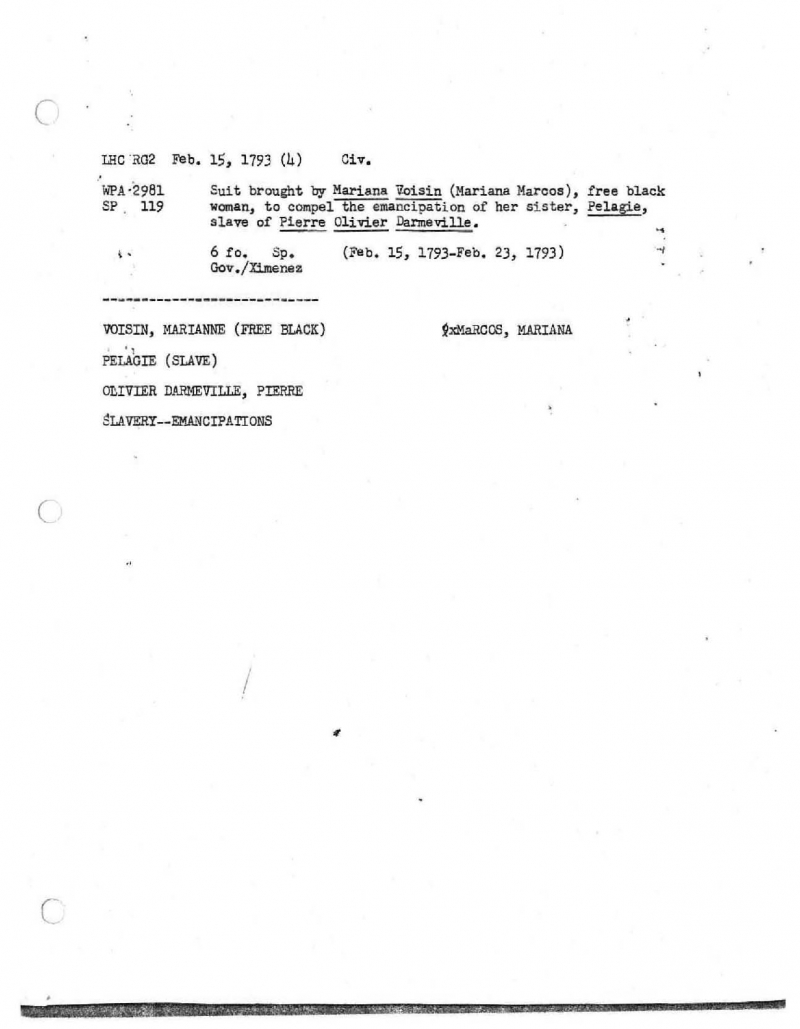 LHC RG2 Feb. 15, 1793 (4) Civ.
WPA-2981 Suit brought by Mariana Voisin (Mariana Marcos), free black
SP. 119 woman, to compel the emancipation of her sister, Pelagie,
slave of Pierre Olivier Darmeville.
6 fo. Sp. (Feb. 15, 1793-Feb. 23, 1793)
Gov./Ximenez
----------------------------
VOISIN, MARIANNE (FREE BLACK) xMaRCOS, MARIANA
PELAGIE (SLAVE)
OLIVIER DARMEVILLE, PIERRE
SLAVERY--EMANCIPATIONS